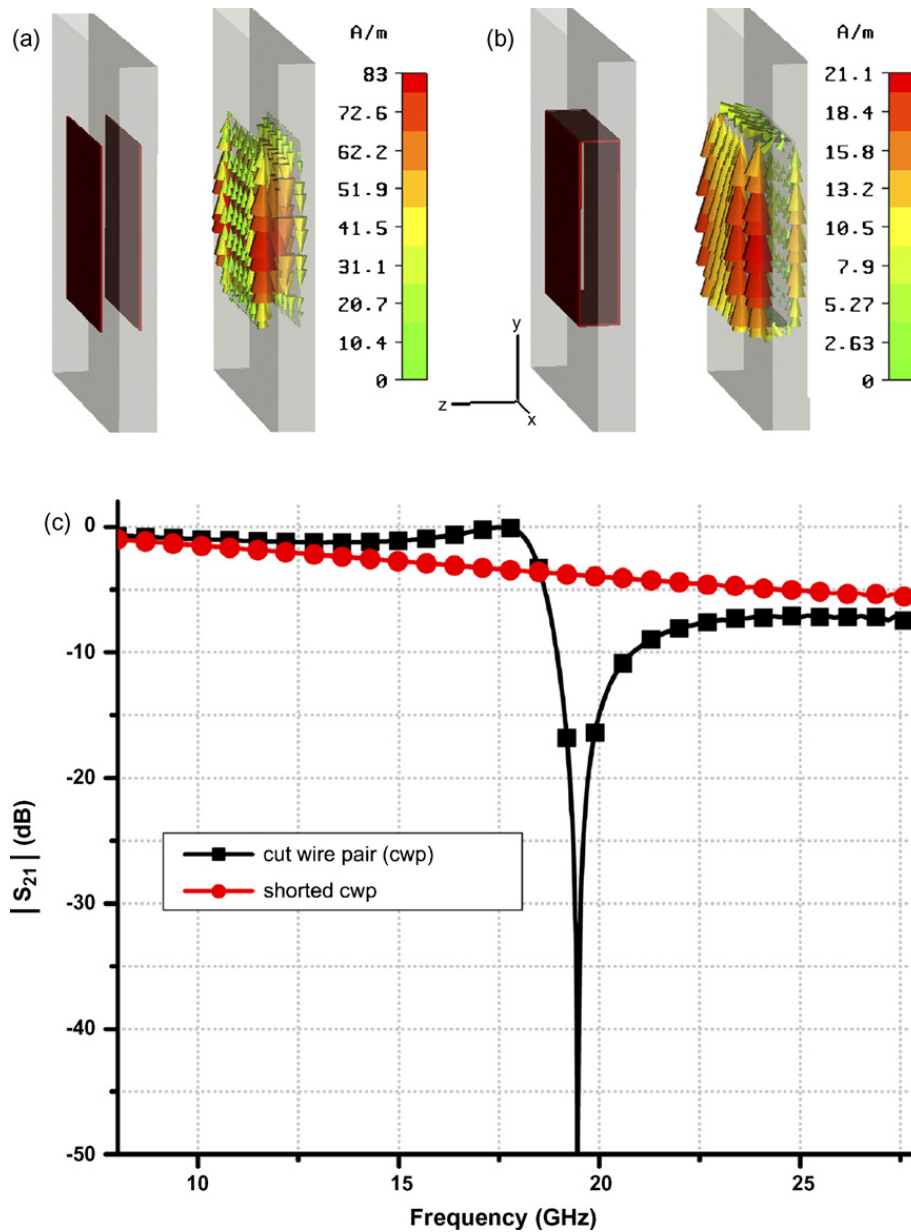 (a)
A/m
83
72.6
62.2
51.9
41.5
31.1
20.7
10.4
0
(b)
A/m
21.1
18.4
15.8
13.2
10.5
7.9
5.27
2.63
0
y
z
x
(c)
0
-10
-20
-30
-40
-50
|S21| (dB)
cut wire pair (cwp)
shorted cwp
10 15 20 25
Frequency (GHz)